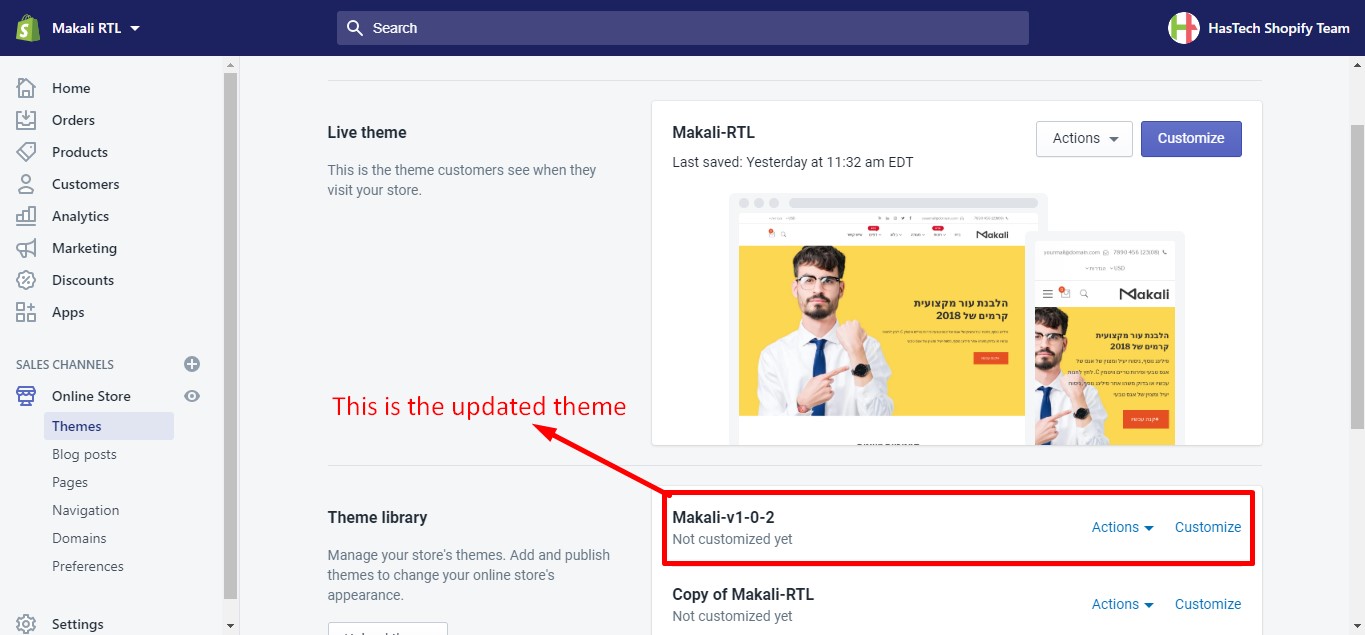 Makali RTL
Search
HasTech Shopify Team
Home
Orders
Products
Customers
Analytics
Marketing
Discounts
Apps
SALES CHANNELS
Online Store
Themes
Blog posts
Pages
Navigation
Domains
Preferences
Settings
Live theme
This is the theme customers see when they
visit your store.
Makali-RTL
Last saved: Yesterday at 11:32 am EDT
Actions
Customize
Makali
הלבנת עור מקצועית
קרמים של 2018
yourmail@domain.com
USD
Makali
הלבנת עור מקצועית
קרמים של 2018
This is the updated theme
Theme library
Manage your store's themes. Add and publish
themes to change your online store's
appearance.
Makali-v1-0-2
Not customized yet
Actions
Customize
Copy of Makali-RTL
Not customized yet
Actions
Customize